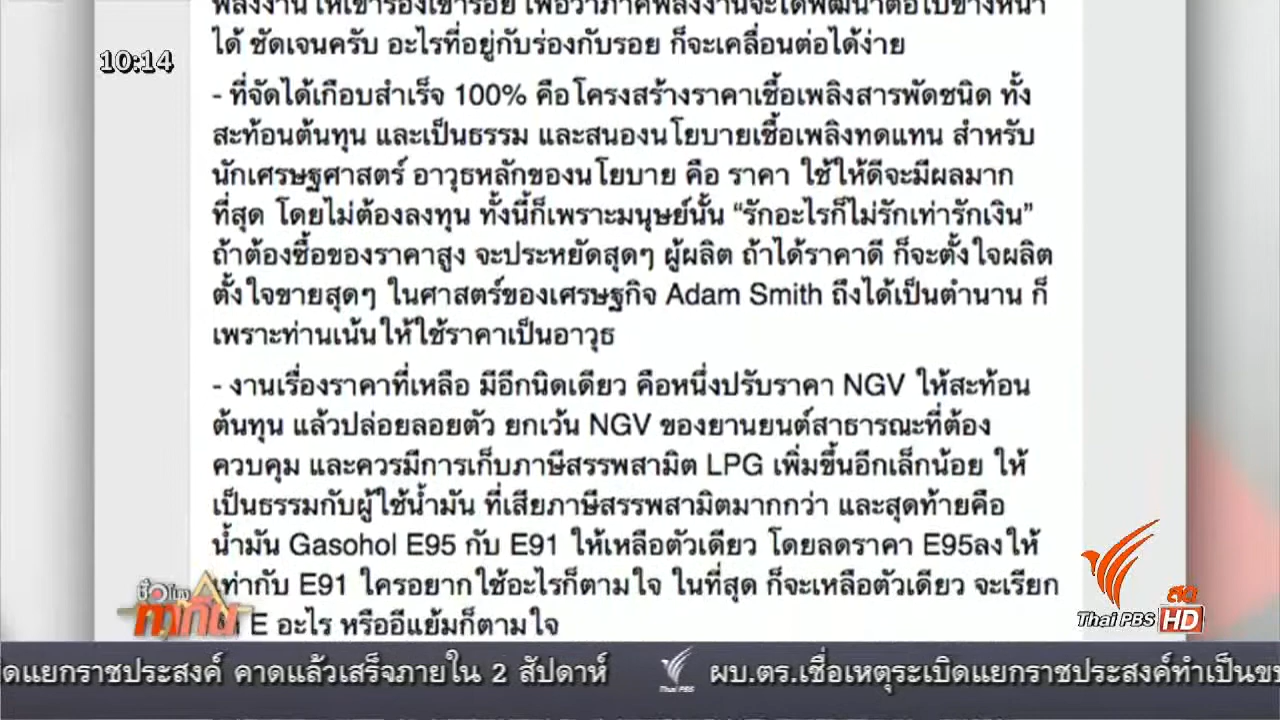 พลังงานให้เข้าร่องเข้ารอย เพื่อว่าภาคพลังงานจะได้พัฒนาต่อไปข้างหน้า
ได้ ชัดเจนครับ อะไรที่อยู่กับร่องกับรอย ก็จะเคลื่อนต่อได้ง่าย
10:14
- ที่จัดได้เกือบสำเร็จ 100% คือโครงสร้างราคาเชื้อเพลิงสารพัดชนิด ทั้ง
สะท้อนต้นทุน และเป็นธรรม และสนองนโยบายเชื้อเพลิงทดแทน สำหรับ
นักเศรษฐศาสตร์ อาวุธหลักของนโยบาย คือ ราคา ใช้ให้ดีจะมีผลมาก
ที่สุด โดยไม่ต้องลงทุน ทั้งนี้ก็เพราะมนุษย์นั้น “รักอะไรก็ไม่รักเท่ารักเงิน”
ถ้าต้องซื้อของราคาสูง จะประหยัดสุดๆ ผู้ผลิต ถ้าได้ราคาดี ก็จะตั้งใจผลิต
ตั้งใจขายสุดๆ ในศาสตร์ของเศรษฐกิจ Adam Smith ถึงได้เป็นตำนาน ก็
เพราะท่านเน้นให้ใช้ราคาเป็นอาวุธ
- งานเรื่องราคาที่เหลือ มีอีกนิดเดียว คือหนึ่งปรับราคา NGV ให้สะท้อน
ต้นทุน แล้วปล่อยลอยตัว ยกเว้น NGV ของยานยนต์สาธารณะที่ต้อง
ควบคุม และควรมีการเก็บภาษีสรรพสามิต LPG เพิ่มขึ้นอีกเล็กน้อย ให้
เป็นธรรมกับผู้ใช้น้ำมัน ที่เสียภาษีสรรพสามิตมากกว่า และสุดท้ายคือ
น้ำมัน Gasohol E95 กับ E91 ให้เหลือตัวเดียว โดยลดราคา E95ลงให้
เท่ากับ E91 ใครอยากใช้อะไรก็ตามใจ ในที่สุด ก็จะเหลือตัวเดียว จะเรียก
E อะไร หรืออีแย้มก็ตามใจ
ทำกิน
Thai PBS สด HD
ดแยกราชประสงค์ คาดแล้วเสร็จภายใน 2 สัปดาห์ Thai PBS ผบ.ตร.เชื่อเหตุระเบิดแยกราชประสงค์ทำเป็นขบ